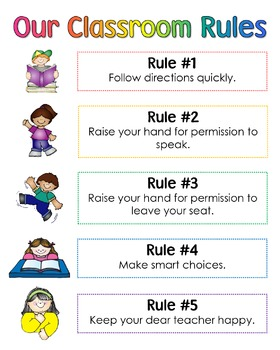 Our Classroom Rules
Rule #1
Follow directions quickly.
Rule #2
Raise your hand for permission to
speak.
Rule #3
Raise your hand for permission to
leave your seat.
Rule #4
Make smart choices.
Rule #5
Keep your dear teacher happy.